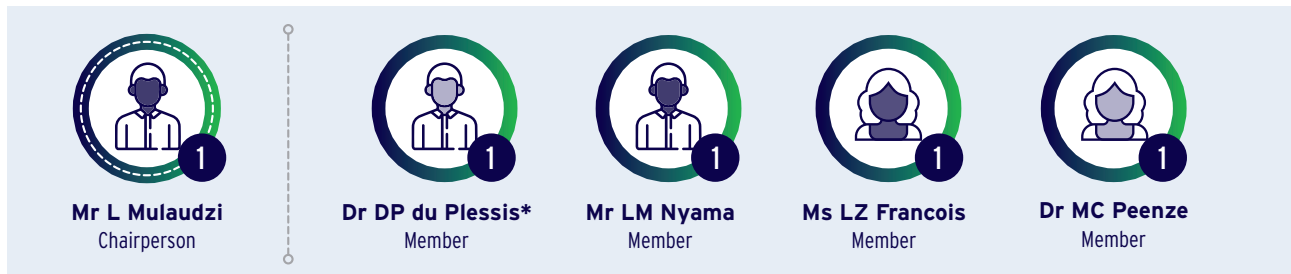 1
Mr L Mulaudzi
Chairperson
1
Dr DP du Plessis*
Member
1
Mr LM Nyama
Member
1
Ms LZ Francois
Member
1
Dr MC Peenze
Member